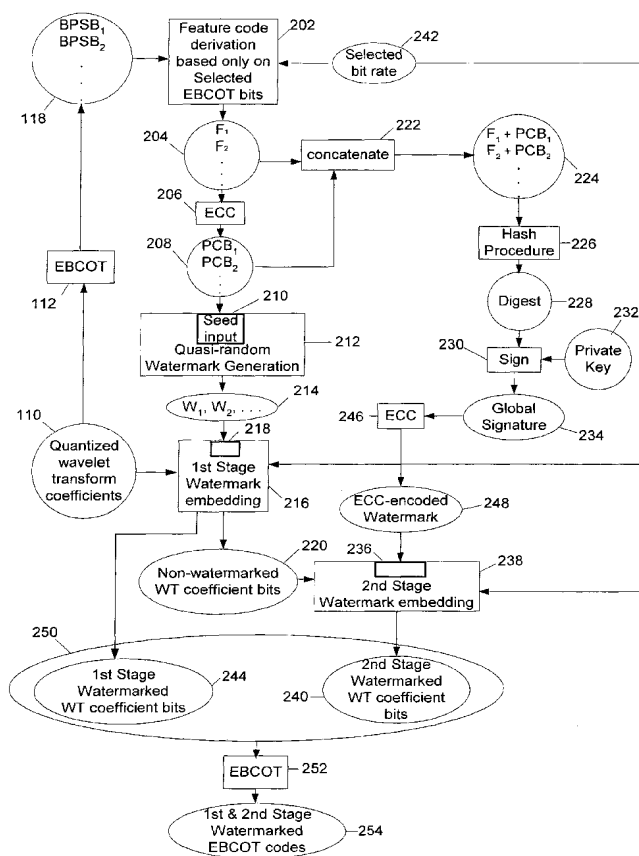 BPSB1
BPSB2
.
.
.
118
Feature code
derivation
based only on
Selected
EBCOT bits
202
Selected
bit rate
242
204
F1
F2
.
.
.
222
concatenate
F1 + PCB1
F2 + PCB2
.
.
.
224
206
ECC
208
PCB1
PCB2
.
.
EBCOT
112
Hash
Procedure
226
210
Seed
input
Quasi-random
Watermark Generation
212
Digest
228
232
Private
Key
230
Sign
W1, W2, . . .
214
246
ECC
Global
Signature
234
110
Quantized
wavelet
transform
coefficients
218
1st Stage
Watermark
embedding
216
ECC-encoded
Watermark
248
220
Non-watermarked
WT coefficient bits
236
2nd Stage
Watermark embedding
238
250
1st Stage
Watermarked
WT coefficient bits
244
240
2nd Stage
Watermarked
WT coefficient
bits
EBCOT
252
1st & 2nd Stage
Watermarked
EBCOT codes
254